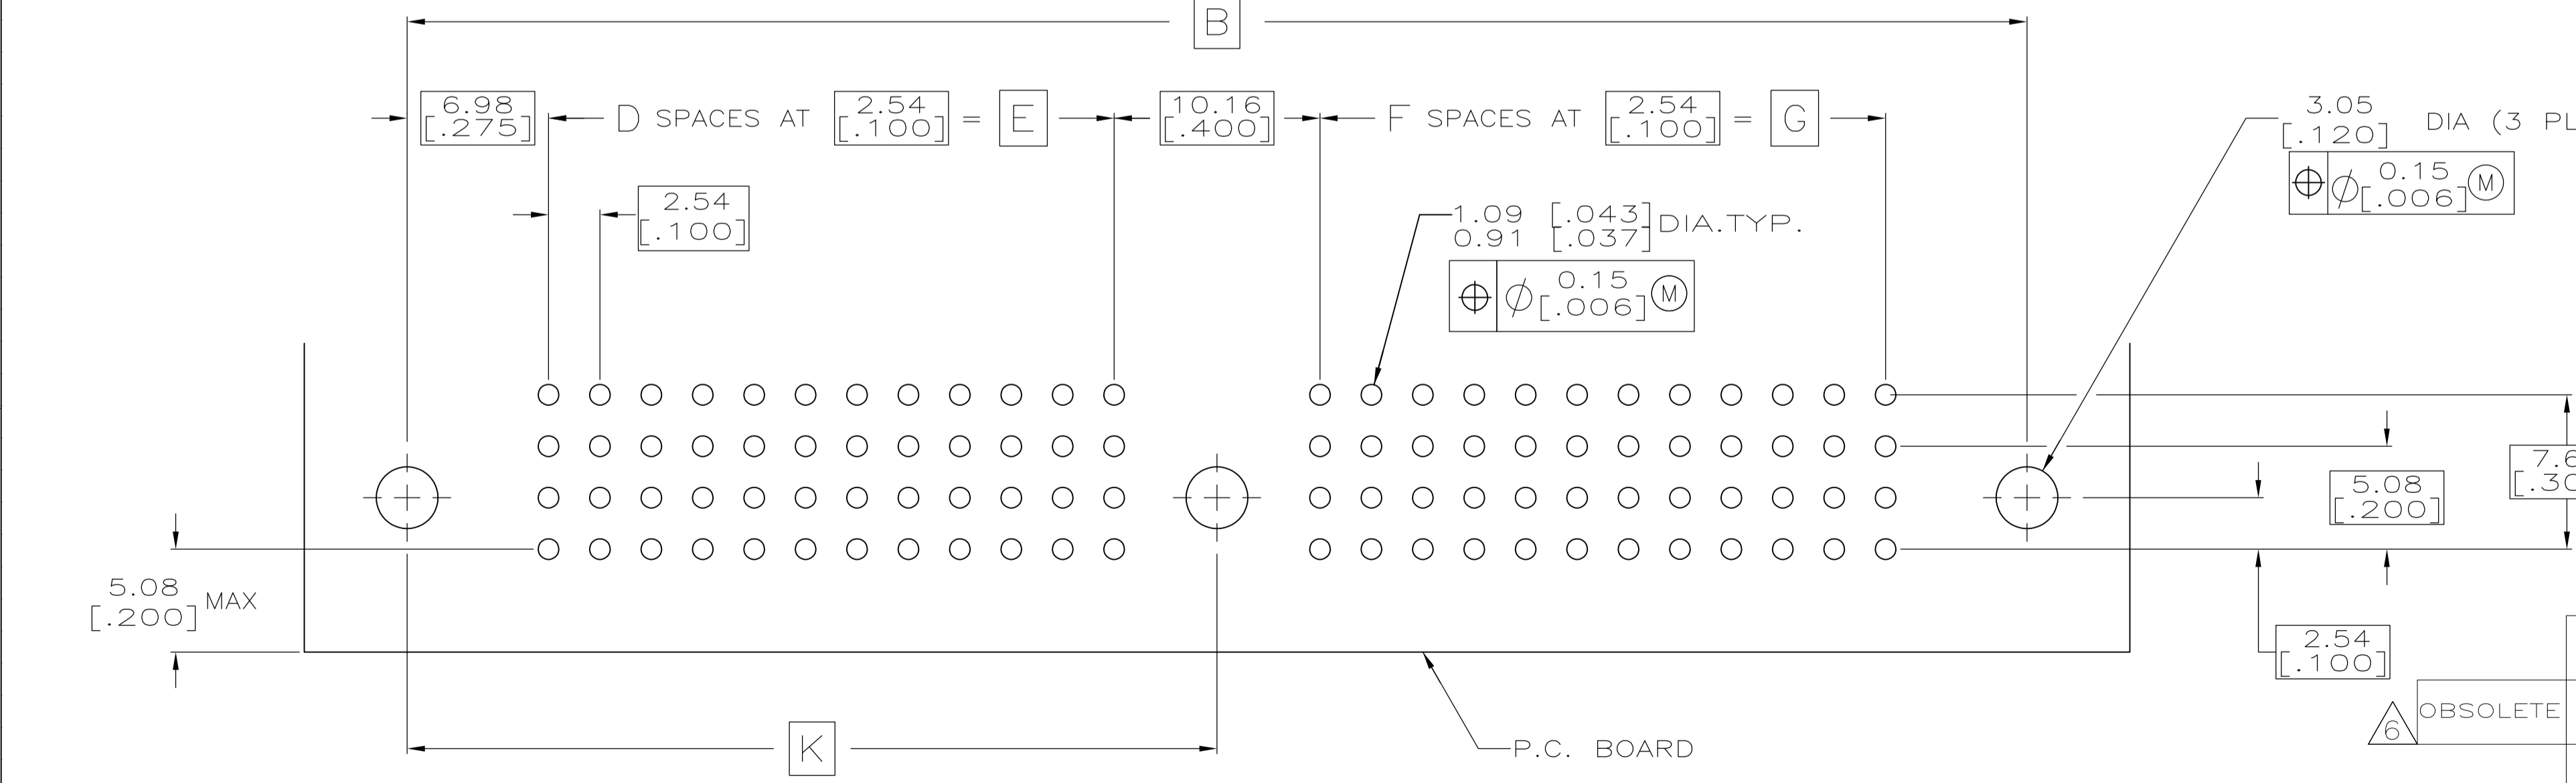 B
6.98
[.275]
D SPACES AT 2.54 [.100] = E
10.16
[.400]
F SPACES AT 2.54 [.100] = G
3.05
[.120] DIA (3 PL
⌖ ∅ 0.15 [.006] Ⓜ
2.54
[.100]
1.09 [.043]
0.91 [.037] DIA.TYP.
⌖ ∅ 0.15 [.006] Ⓜ
5.08
[.200]
5.08
[.200] MAX
2.54
[.100]
6 OBSOLETE
K
P.C. BOARD